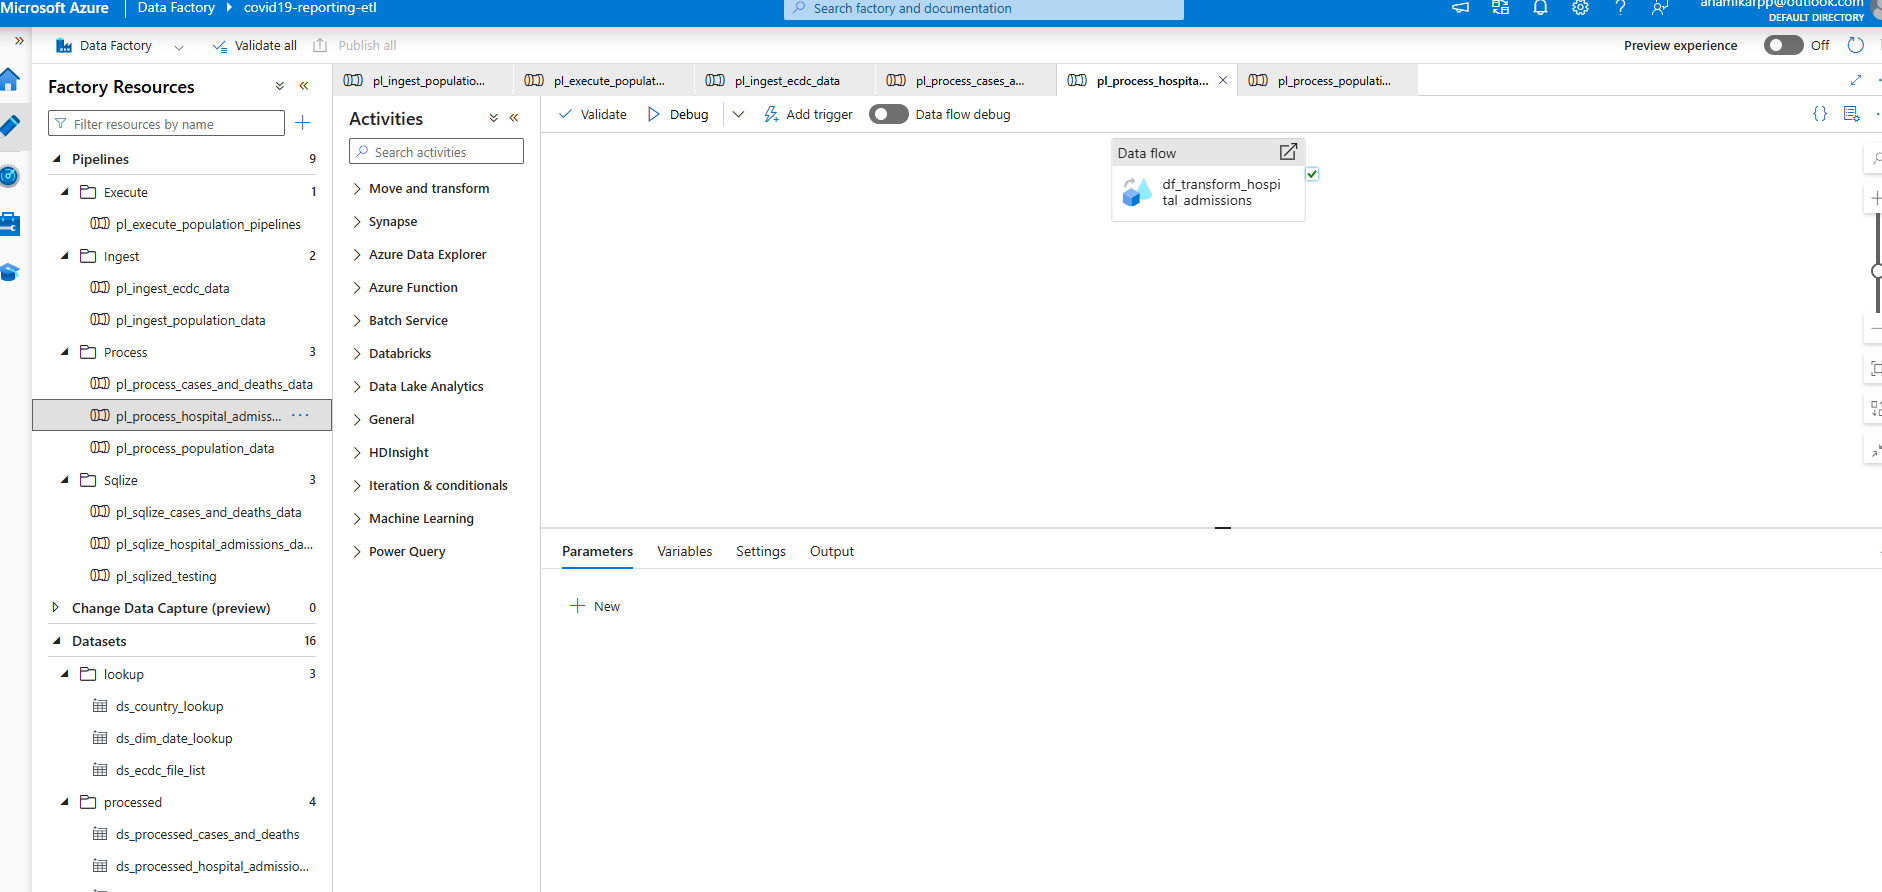 Microsoft Azure
Data Factory
covid19-reporting-etl
Search factory and documentation
anamikarpp@outlook.com
DEFAULT DIRECTORY
Data Factory
Validate all
Publish all
Preview experience
Off
Factory Resources
Filter resources by name
Pipelines 9
Execute 1
pl_execute_population_pipelines
Ingest 2
pl_ingest_ecdc_data
pl_ingest_population_data
Process 3
pl_process_cases_and_deaths_data
pl_process_hospital_admiss... ...
pl_process_population_data
Sqlize 3
pl_sqlize_cases_and_deaths_data
pl_sqlize_hospital_admissions_da...
pl_sqlized_testing
Change Data Capture (preview) 0
Datasets 16
lookup 3
ds_country_lookup
ds_dim_date_lookup
ds_ecdc_file_list
processed 4
ds_processed_cases_and_deaths
ds_processed_hospital_admissio...
pl_ingest_populatio...
pl_execute_populat...
pl_ingest_ecdc_data
pl_process_cases_a...
pl_process_hospita...
pl_process_populati...
Activities
Search activities
Move and transform
Synapse
Azure Data Explorer
Azure Function
Batch Service
Databricks
Data Lake Analytics
General
HDInsight
Iteration & conditionals
Machine Learning
Power Query
Validate
Debug
Add trigger
Data flow debug
Data flow
df_transform_hospi
tal_admissions
Parameters
Variables
Settings
Output
New